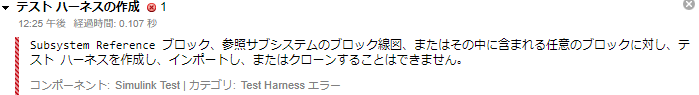 テスト ハーネスの作成 1
12:25 午後 経過時間: 0.107 秒
Subsystem Reference ブロック、参照サブシステムのブロック線図、またはその中に含まれる任意のブロックに対し、テ
スト ハーネスを作成し、インポートし、またはクローンすることはできません。
コンポーネント: Simulink Test | カテゴリ: Test Harness エラー